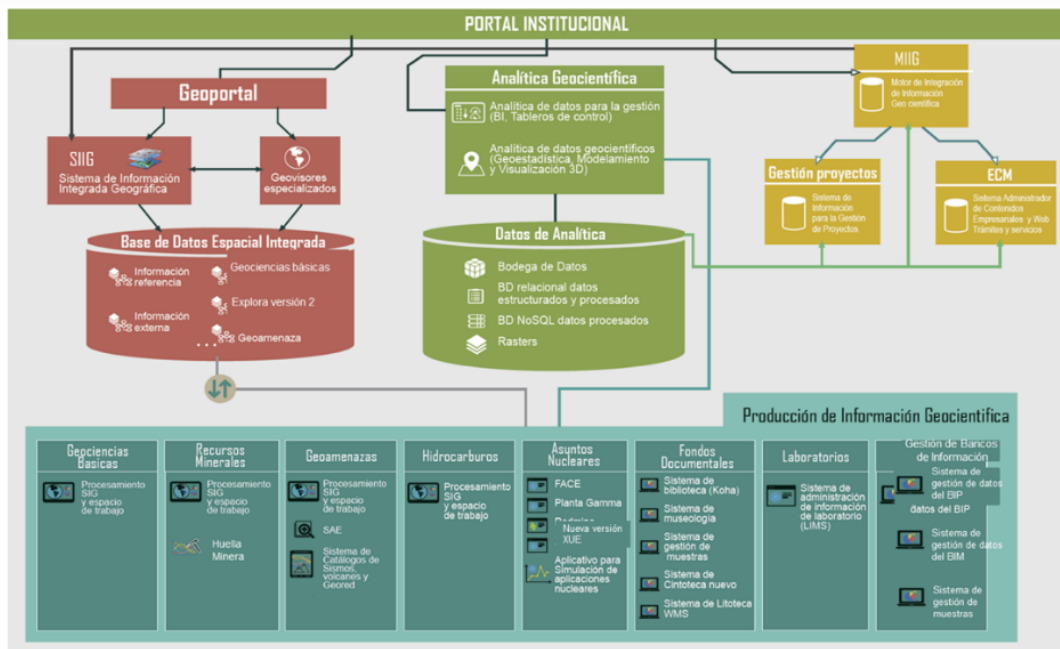 PORTAL INSTITUCIONAL
Geoportal
SIIG
Sistema de Información
Integrada Geográfica
Geovisores
especializados
Base de Datos Espacial Integrada
Información
referencia
Información
externa
Geociencias básicas
Explora versión 2
Geoamenaza
...
Analítica Geocientífica
Analítica de datos para la gestión
(BI, Tableros de control)
Analítica de datos geocientíficos
(Geoestadística, Modelamiento
y Visualización 3D)
Datos de Analítica
Bodega de Datos
BD relacional datos
estructurados y procesados
BD NoSQL datos procesados
Rasters
MIIG
Motor de Integración
de Información
Geo científica
Gestión proyectos
Sistema de
Información
para la Gestión
de Proyectos.
ECM
Sistema Administrador
de Contenidos
Empresariales y Web
Trámites y servicios
Producción de Información Geocientífica
Geociencias
Basicas
Procesamiento
SIG
y espacio
de trabajo
Recursos
Minerales
Procesamiento
SIG
y espacio
de trabajo
Huella
Minera
Geoamenazas
Procesamiento
SIG
y espacio
de trabajo
SAE
Sistema de
Catálogos de
Sismos,
volcanes y
Geored
Hidrocarburos
Procesamiento
SIG
y espacio
de trabajo
Asuntos
Nucleares
FACE
Planta Gamma
Nueva versión
XUE
Aplicativo para
Simulación de
aplicaciones
nucleares
Fondos
Documentales
Sistema de
biblioteca (Koha)
Sistema de
museología
Sistema de
gestión de
muestras
Sistema de
Cintoteca nuevo
Sistema de Litoteca
WMS
Laboratorios
Sistema de
administración
de información
de laboratorio
(LIMS)
Gestión de Bancos
de Información
Sistema de
gestión de datos
del BIP
datos del BIP
Sistema de
gestión de datos
del BIM
Sistema de
gestión de
muestras